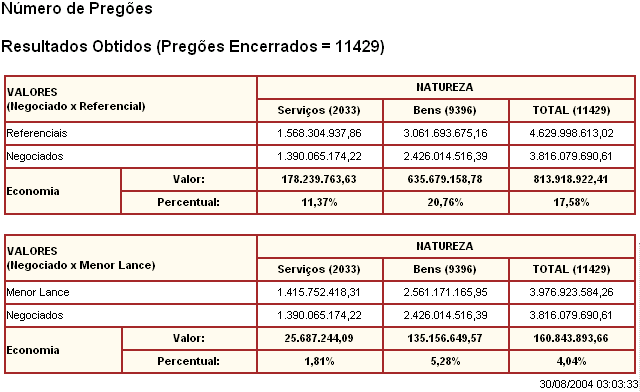 Número de Pregões
Resultados Obtidos (Pregões Encerrados = 11429)
VALORES
(Negociado x Referencial)
NATUREZA
Serviços (2033) Bens (9396) TOTAL (11429)
Referenciais 1.568.304.937,86 3.061.693.675,16 4.629.998.613,02
Negociados 1.390.065.174,22 2.426.014.516,39 3.816.079.690,61
Economia
Valor: 178.239.763,63 635.679.158,78 813.918.922,41
Percentual: 11,37% 20,76% 17,58%
VALORES
(Negociado x Menor Lance)
NATUREZA
Serviços (2033) Bens (9396) TOTAL (11429)
Menor Lance 1.415.752.418,31 2.561.171.165,95 3.976.923.584,26
Negociados 1.390.065.174,22 2.426.014.516,39 3.816.079.690,61
Economia
Valor: 25.687.244,09 135.156.649,57 160.843.893,66
Percentual: 1,81% 5,28% 4,04%
30/08/2004 03:03:33